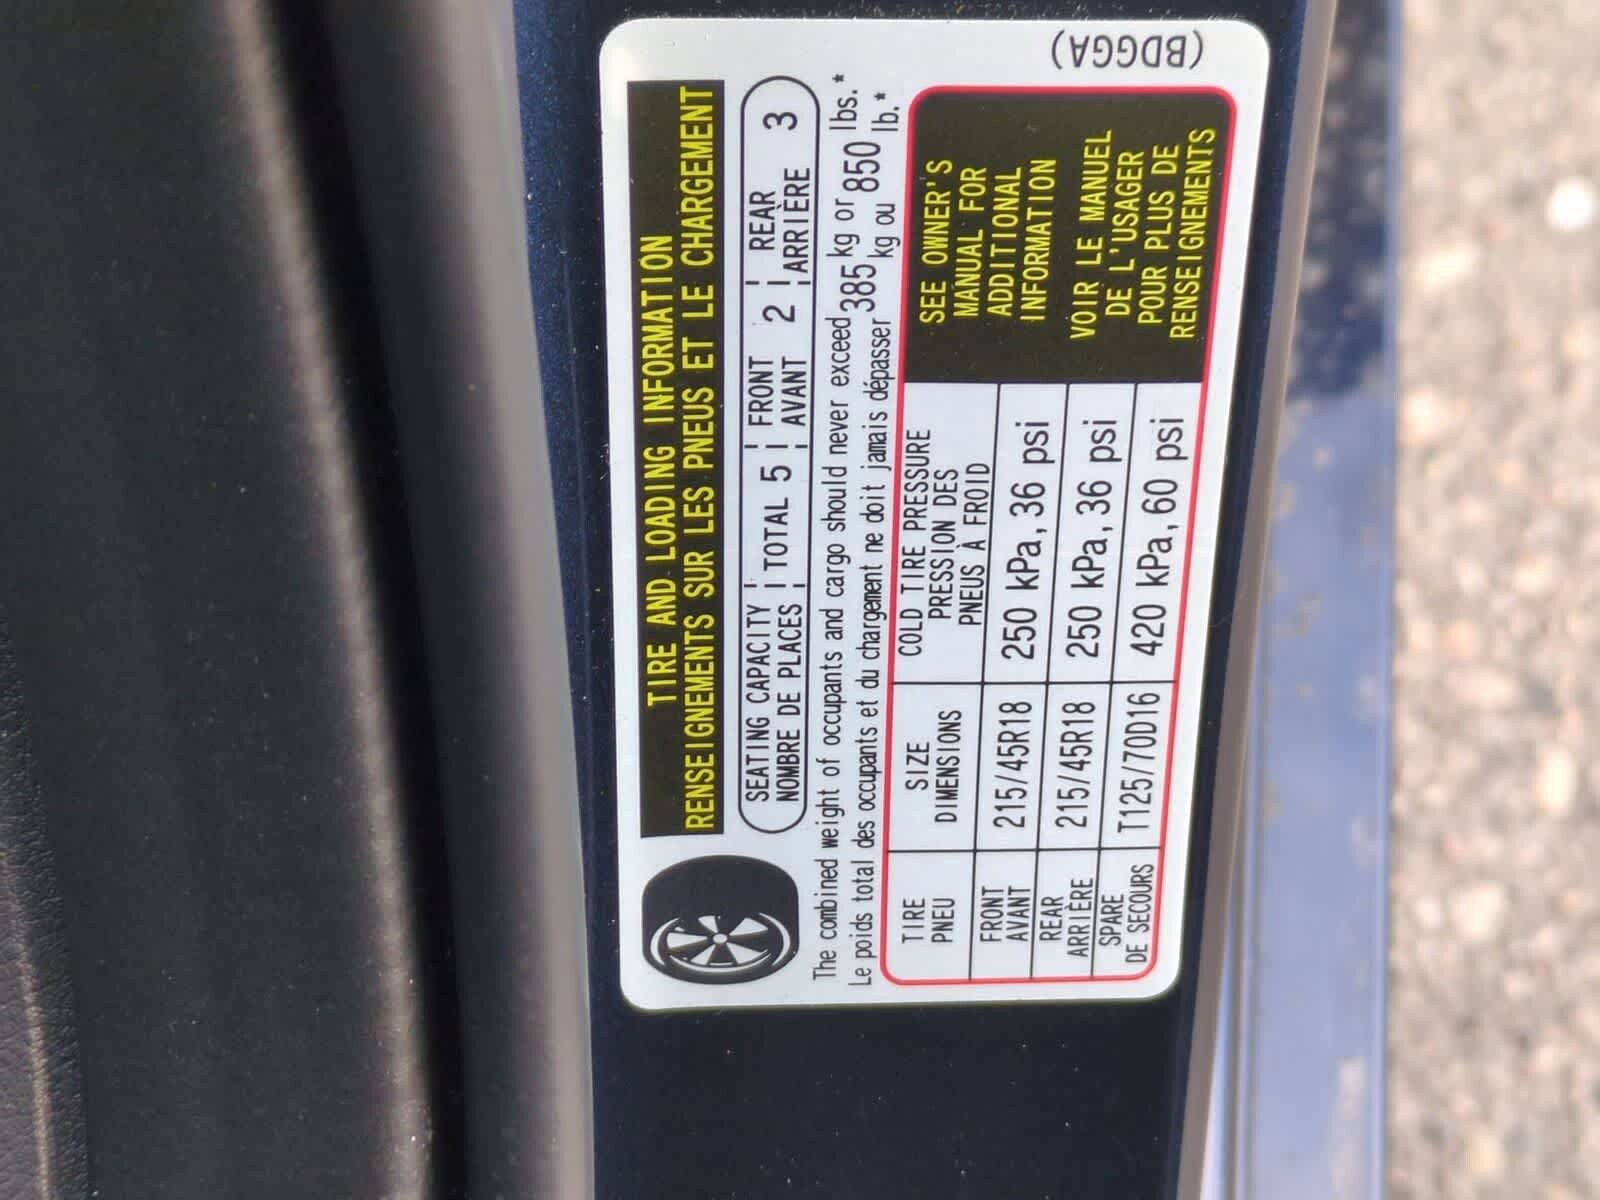 TIRE AND LOADING INFORMATION
RENSEIGNEMENTS SUR LES PNEUS ET LE CHARGEMENT
SEATING CAPACITY TOTAL 5 FRONT 2 REAR 3
NOMBRE DE PLACES AVANT ARRIÈRE
The combined weight of occupants and cargo should never exceed 385 kg or 850 lbs.*
Le poids total des occupants et du chargement ne doit jamais dépasser kg ou lb.*
TIRE SIZE COLD TIRE PRESSURE
PNEU DIMENSIONS PRESSION DES
PNEUS À FROID
FRONT 215/45R18 250 kPa, 36 psi
AVANT
REAR 215/45R18 250 kPa, 36 psi
ARRIÈRE
SPARE T125/70D16 420 kPa, 60 psi
DE SECOURS
SEE OWNER'S
MANUAL FOR
ADDITIONAL
INFORMATION
VOIR LE MANUEL
DE L'USAGER
POUR PLUS DE
RENSEIGNEMENTS
(BDGGA)